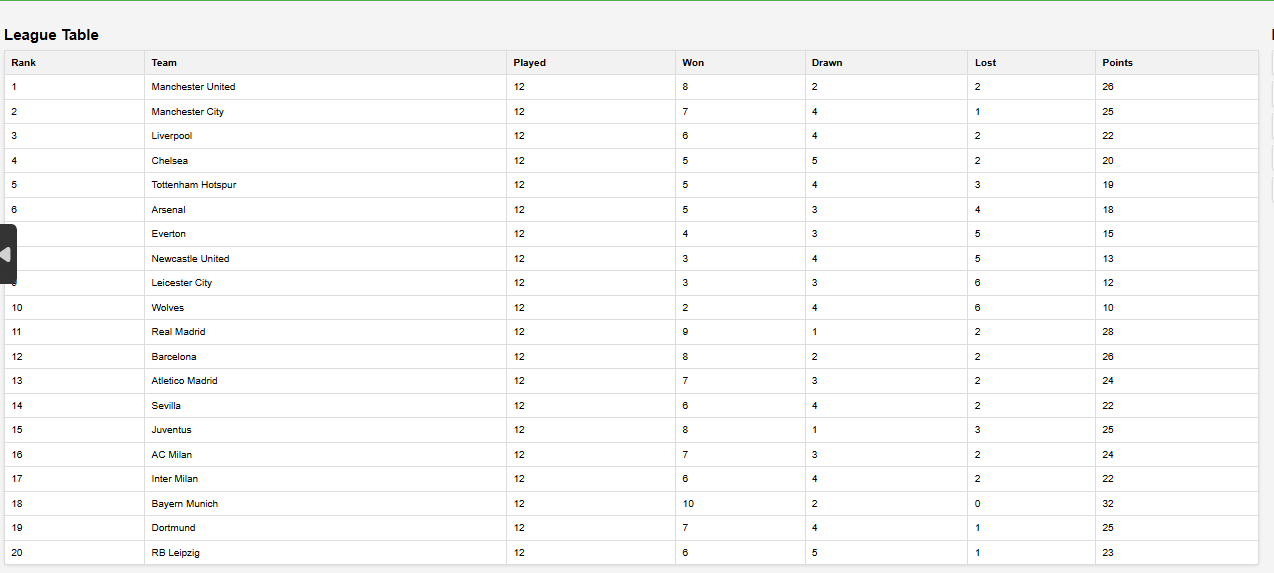 League Table
Rank Team Played Won Drawn Lost Points
1 Manchester United 12 8 2 2 26
2 Manchester City 12 7 4 1 25
3 Liverpool 12 6 4 2 22
4 Chelsea 12 5 5 2 20
5 Tottenham Hotspur 12 5 4 3 19
6 Arsenal 12 5 3 4 18
Everton 12 4 3 5 15
Newcastle United 12 3 4 5 13
Leicester City 12 3 3 6 12
10 Wolves 12 2 4 6 10
11 Real Madrid 12 9 1 2 28
12 Barcelona 12 8 2 2 26
13 Atletico Madrid 12 7 3 2 24
14 Sevilla 12 6 4 2 22
15 Juventus 12 8 1 3 25
16 AC Milan 12 7 3 2 24
17 Inter Milan 12 6 4 2 22
18 Bayern Munich 12 10 2 0 32
19 Dortmund 12 7 4 1 25
20 RB Leipzig 12 6 5 1 23